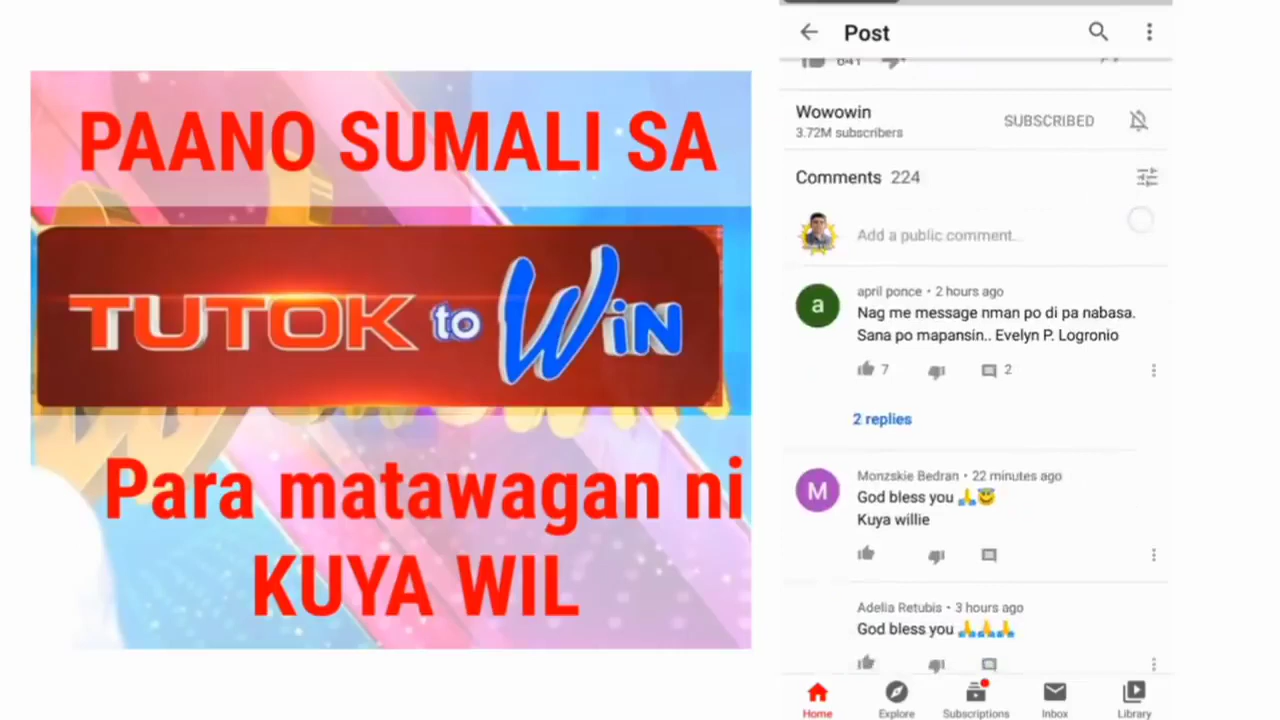 PAANO SUMALI SA
TUTOK to WiN
Para matawagan ni
KUYA WIL
Post
641
Wowowin
3.72M subscribers
SUBSCRIBED
Comments 224
Add a public comment...
a
april ponce • 2 hours ago
Nag me message nman po di pa nabasa.
Sana po mapansin.. Evelyn P. Logronio
7
2
2 replies
M
Monzskie Bedran • 22 minutes ago
God bless you 🙏😇
Kuya willie
Adelia Retubis • 3 hours ago
God bless you 🙏🙏🙏
Home
Explore
Subscriptions
Inbox
Library